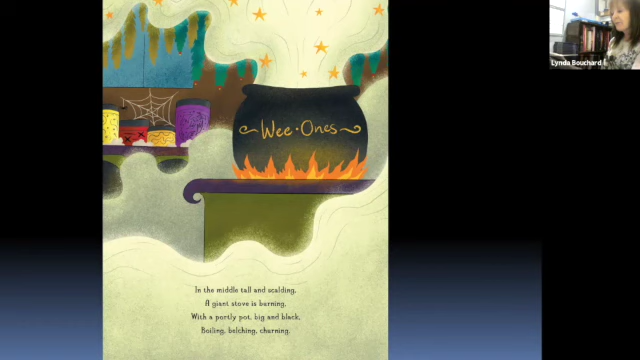 Wee·Ones
Lynda Bouchard
In the middle tall and scalding,
A giant stove is burning,
With a portly pot, big and black,
Boiling, belching, churning.